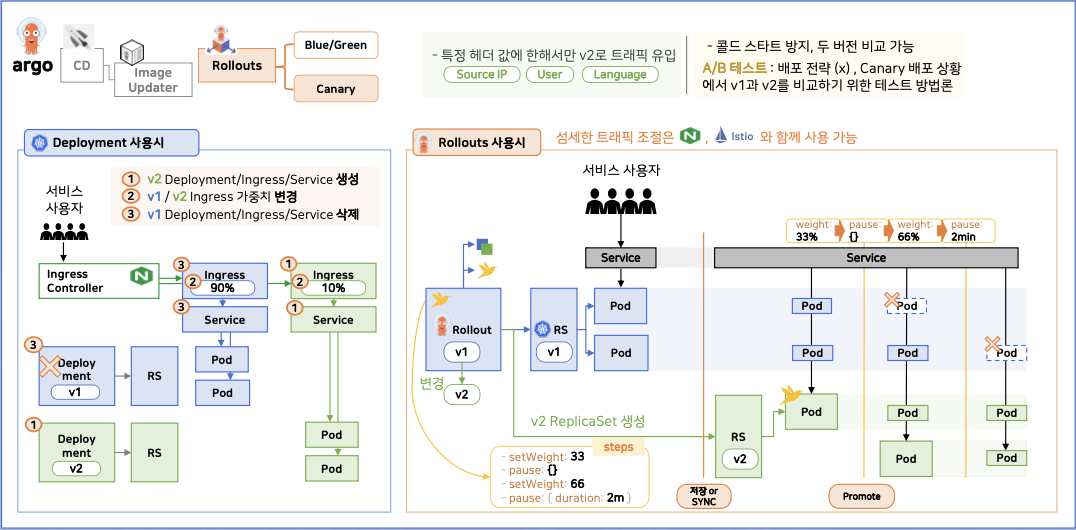 argo
CD
Image
Updater
Rollouts
Blue/Green
Canary
- 특정 헤더 값에 한해서만 v2로 트래픽 유입
Source IP
User
Language
- 콜드 스타트 방지, 두 버전 비교 가능
A/B 테스트 : 배포 전략 (x) , Canary 배포 상황
에서 v1과 v2를 비교하기 위한 테스트 방법론
Deployment 사용시
1 v2 Deployment/Ingress/Service 생성
2 v1 / v2 Ingress 가중치 변경
3 v1 Deployment/Ingress/Service 삭제
서비스
사용자
Ingress
Controller
N
3
Ingress
2
90%
1
Ingress
2
10%
3
Service
1
Service
Pod
Pod
3
Deploy
ment
v1
RS
1
Deploy
ment
v2
RS
Pod
Pod
Rollouts 사용시
섬세한 트래픽 조절은 N , Istio 와 함께 사용 가능
서비스 사용자
Service
Rollout
v1
변경
v2
RS
v1
Pod
Pod
v2 ReplicaSet 생성
steps
- setWeight: 33
- pause: {}
- setWeight: 66
- pause: { duration: 2m }
weight:
33%
pause:
{}
weight:
66%
pause:
2min
Service
Pod
Pod
Pod
Pod
Pod
RS
v2
Pod
Pod
Pod
Pod
Pod
저장 or
SYNC
Promote